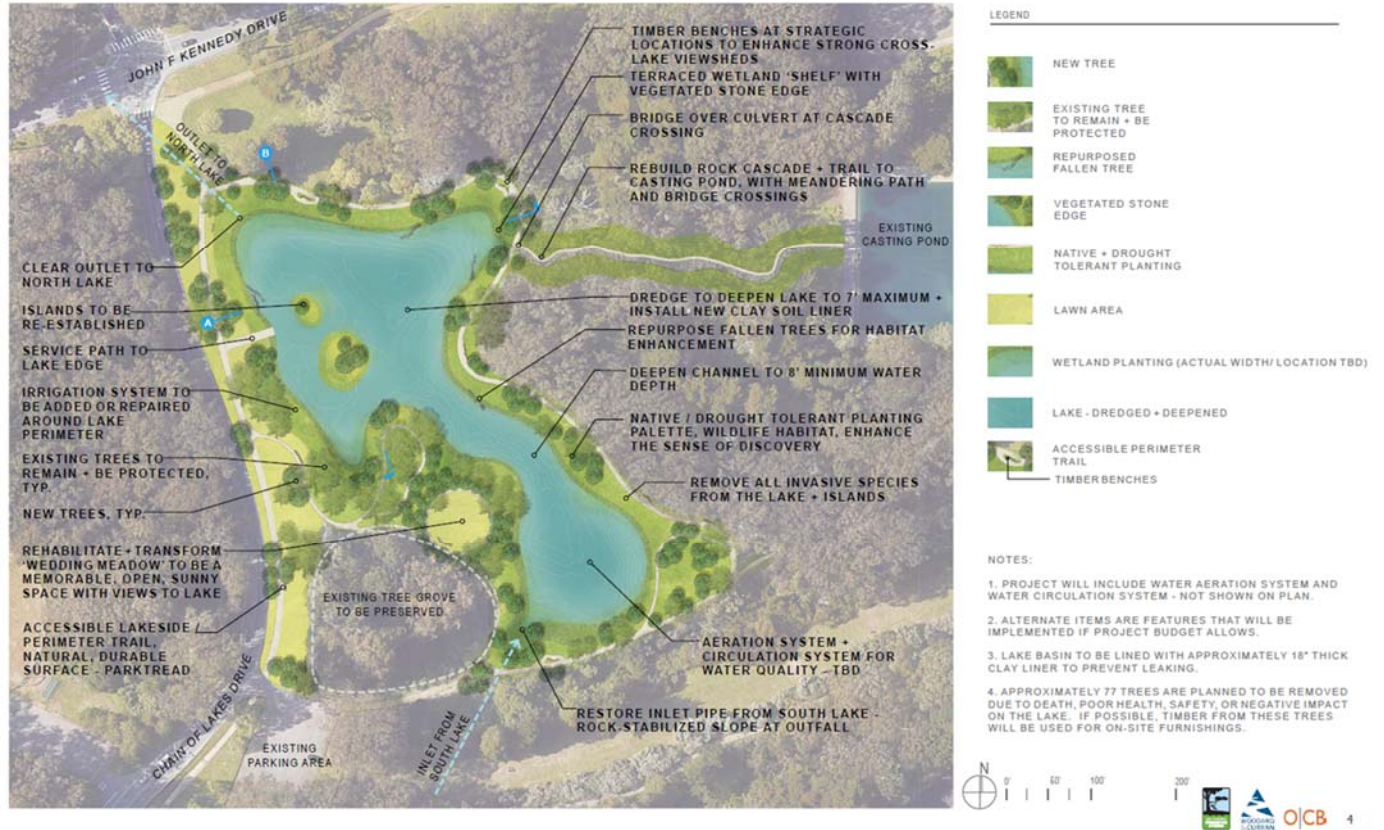 JOHN F KENNEDY DRIVE
OUTLET TO
NORTH LAKE
B
A
TIMBER BENCHES AT STRATEGIC
LOCATIONS TO ENHANCE STRONG CROSS-
LAKE VIEWSHEDS
TERRACED WETLAND ‘SHELF’ WITH
VEGETATED STONE EDGE
BRIDGE OVER CULVERT AT CASCADE
CROSSING
REBUILD ROCK CASCADE + TRAIL TO
CASTING POND, WITH MEANDERING PATH
AND BRIDGE CROSSINGS
EXISTING
CASTING POND
CLEAR OUTLET TO
NORTH LAKE
ISLANDS TO BE
RE-ESTABLISHED
SERVICE PATH TO
LAKE EDGE
IRRIGATION SYSTEM TO
BE ADDED OR REPAIRED
AROUND LAKE
PERIMETER
EXISTING TREES TO
REMAIN + BE PROTECTED,
TYP.
NEW TREES, TYP.
REHABILITATE + TRANSFORM
‘WEDDING MEADOW’ TO BE A
MEMORABLE, OPEN, SUNNY
SPACE WITH VIEWS TO LAKE
ACCESSIBLE LAKESIDE /
PERIMETER TRAIL,
NATURAL, DURABLE
SURFACE - PARKTREAD
DREDGE TO DEEPEN LAKE TO 7' MAXIMUM +
INSTALL NEW CLAY SOIL LINER
REPURPOSE FALLEN TREES FOR HABITAT
ENHANCEMENT
DEEPEN CHANNEL TO 8' MINIMUM WATER
DEPTH
NATIVE / DROUGHT TOLERANT PLANTING
PALETTE, WILDLIFE HABITAT, ENHANCE
THE SENSE OF DISCOVERY
REMOVE ALL INVASIVE SPECIES
FROM THE LAKE + ISLANDS
EXISTING TREE GROVE
TO BE PRESERVED
AERATION SYSTEM +
CIRCULATION SYSTEM FOR
WATER QUALITY – TBD
RESTORE INLET PIPE FROM SOUTH LAKE -
ROCK-STABILIZED SLOPE AT OUTFALL
CHAIN OF LAKES DRIVE
EXISTING
PARKING AREA
INLET FROM
SOUTH LAKE
LEGEND
NEW TREE
EXISTING TREE
TO REMAIN + BE
PROTECTED
REPURPOSED
FALLEN TREE
VEGETATED STONE
EDGE
NATIVE + DROUGHT
TOLERANT PLANTING
LAWN AREA
WETLAND PLANTING (ACTUAL WIDTH/ LOCATION TBD)
LAKE - DREDGED + DEEPENED
ACCESSIBLE PERIMETER
TRAIL
TIMBER BENCHES
NOTES:
1. PROJECT WILL INCLUDE WATER AERATION SYSTEM AND
WATER CIRCULATION SYSTEM - NOT SHOWN ON PLAN.
2. ALTERNATE ITEMS ARE FEATURES THAT WILL BE
IMPLEMENTED IF PROJECT BUDGET ALLOWS.
3. LAKE BASIN TO BE LINED WITH APPROXIMATELY 18" THICK
CLAY LINER TO PREVENT LEAKING.
4. APPROXIMATELY 77 TREES ARE PLANNED TO BE REMOVED
DUE TO DEATH, POOR HEALTH, SAFETY, OR NEGATIVE IMPACT
ON THE LAKE. IF POSSIBLE, TIMBER FROM THESE TREES
WILL BE USED FOR ON-SITE FURNISHINGS.
N
0' 50' 100' 200'
WOODARD
& CURRAN
O|CB
4